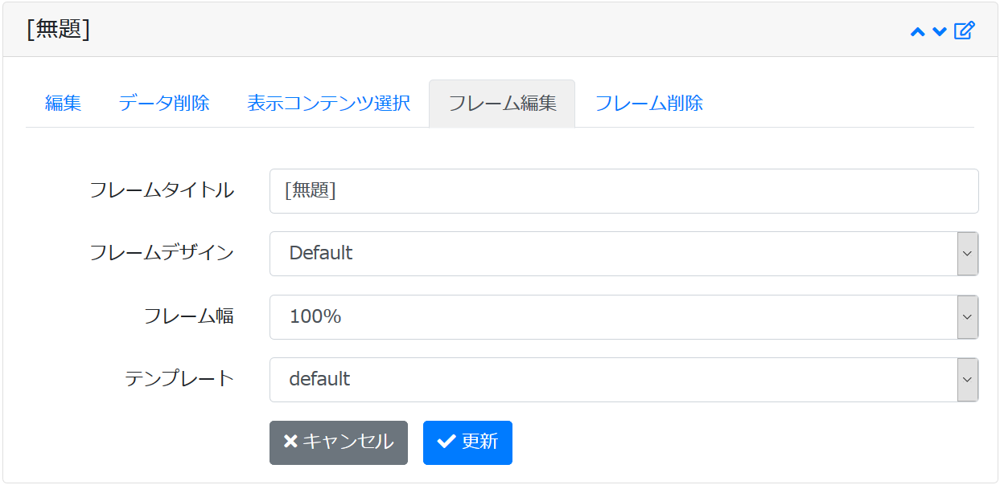 [無題]
編集 データ削除 表示コンテンツ選択 フレーム編集 フレーム削除
フレームタイトル [無題]
フレームデザイン Default
フレーム幅 100%
テンプレート default
キャンセル 更新